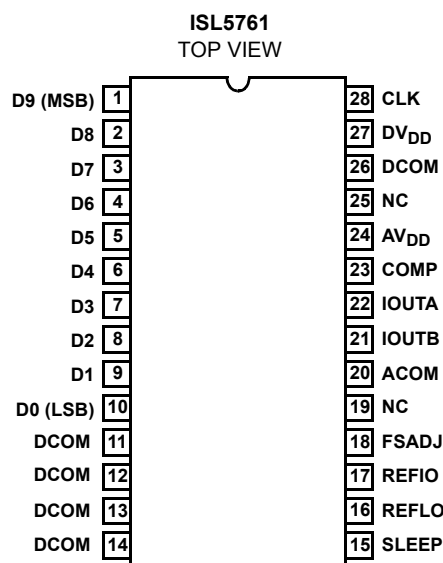 ISL5761
TOP VIEW
D9 (MSB) 1 28 CLK
D8 2 27 DVDD
D7 3 26 DCOM
D6 4 25 NC
D5 5 24 AVDD
D4 6 23 COMP
D3 7 22 IOUTA
D2 8 21 IOUTB
D1 9 20 ACOM
D0 (LSB) 10 19 NC
DCOM 11 18 FSADJ
DCOM 12 17 REFIO
DCOM 13 16 REFLO
DCOM 14 15 SLEEP